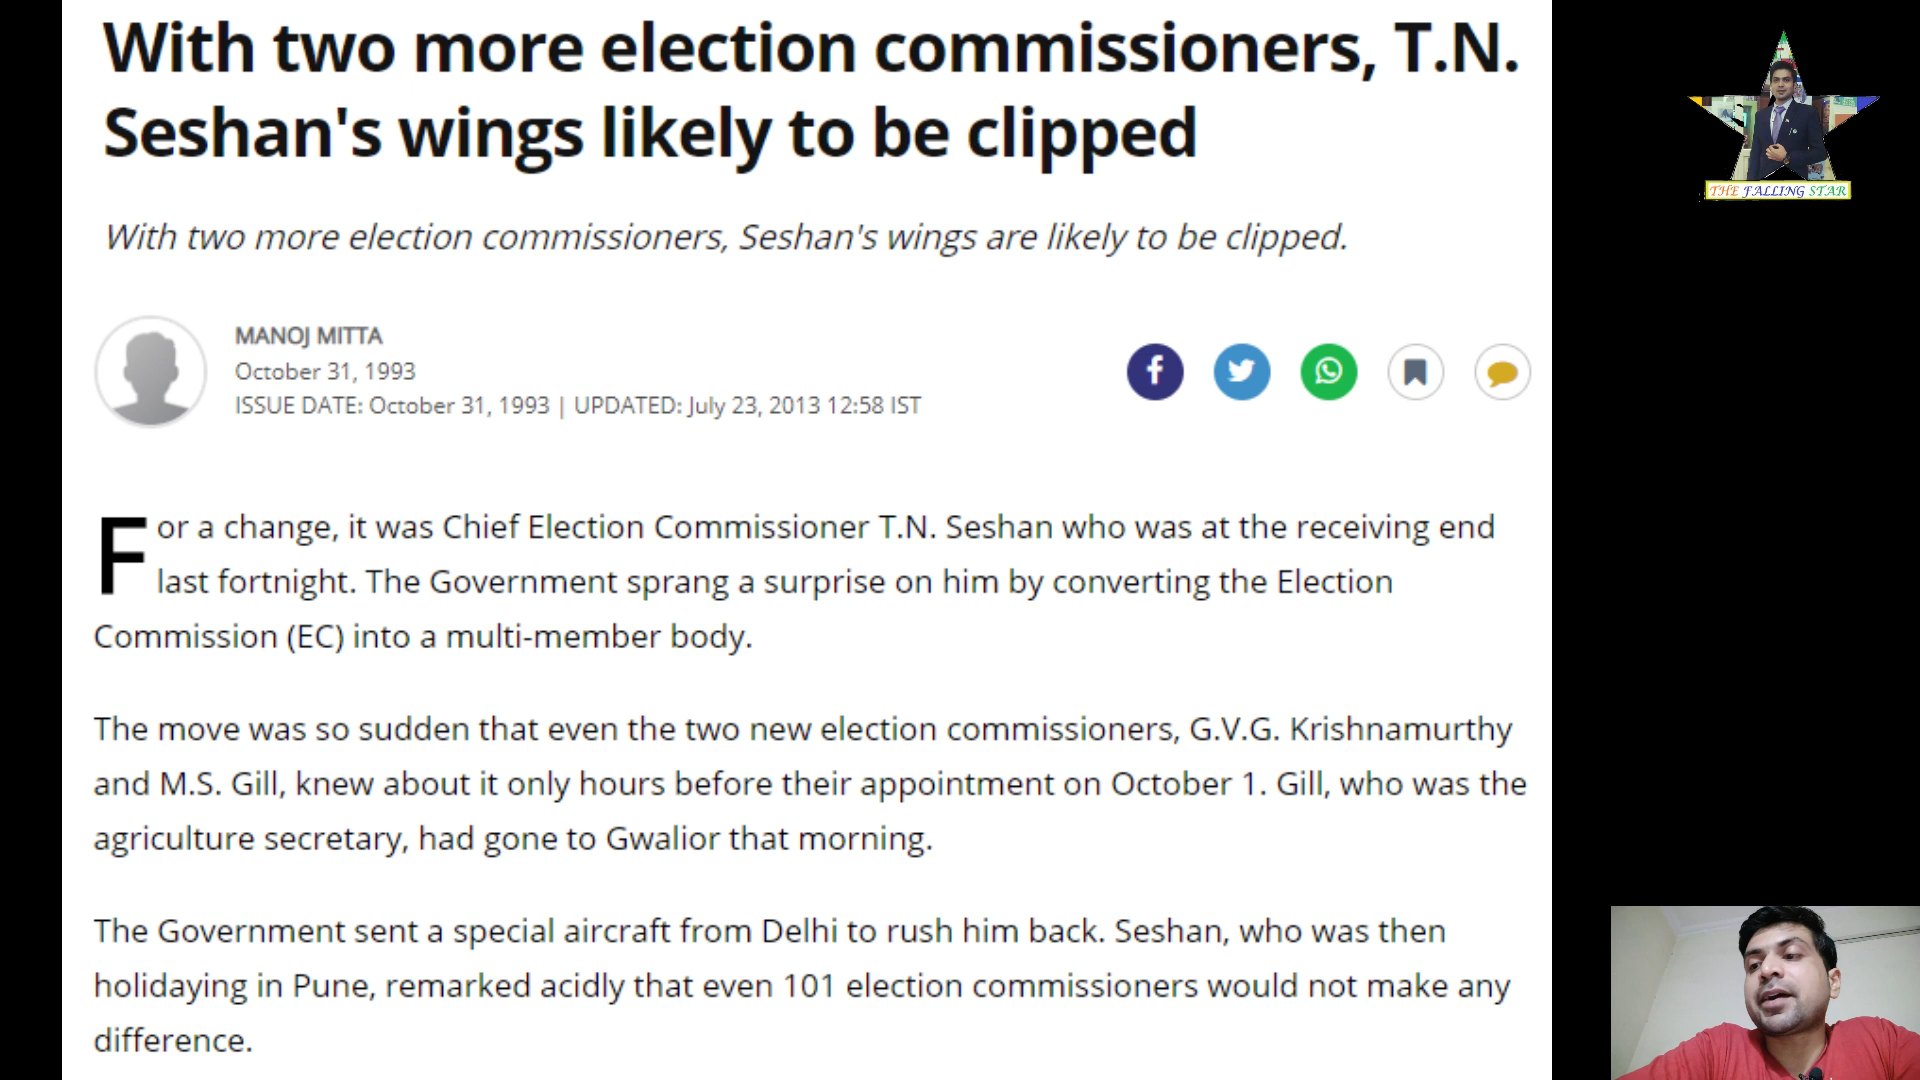 With two more election commissioners, T.N.
Seshan's wings likely to be clipped
With two more election commissioners, Seshan's wings are likely to be clipped.
MANOJ MITTA
October 31, 1993
ISSUE DATE: October 31, 1993 | UPDATED: July 23, 2013 12:58 IST
For a change, it was Chief Election Commissioner T.N. Seshan who was at the receiving end
last fortnight. The Government sprang a surprise on him by converting the Election
Commission (EC) into a multi-member body.
The move was so sudden that even the two new election commissioners, G.V.G. Krishnamurthy
and M.S. Gill, knew about it only hours before their appointment on October 1. Gill, who was the
agriculture secretary, had gone to Gwalior that morning.
The Government sent a special aircraft from Delhi to rush him back. Seshan, who was then
holidaying in Pune, remarked acidly that even 101 election commissioners would not make any
difference.
THE FALLING STAR